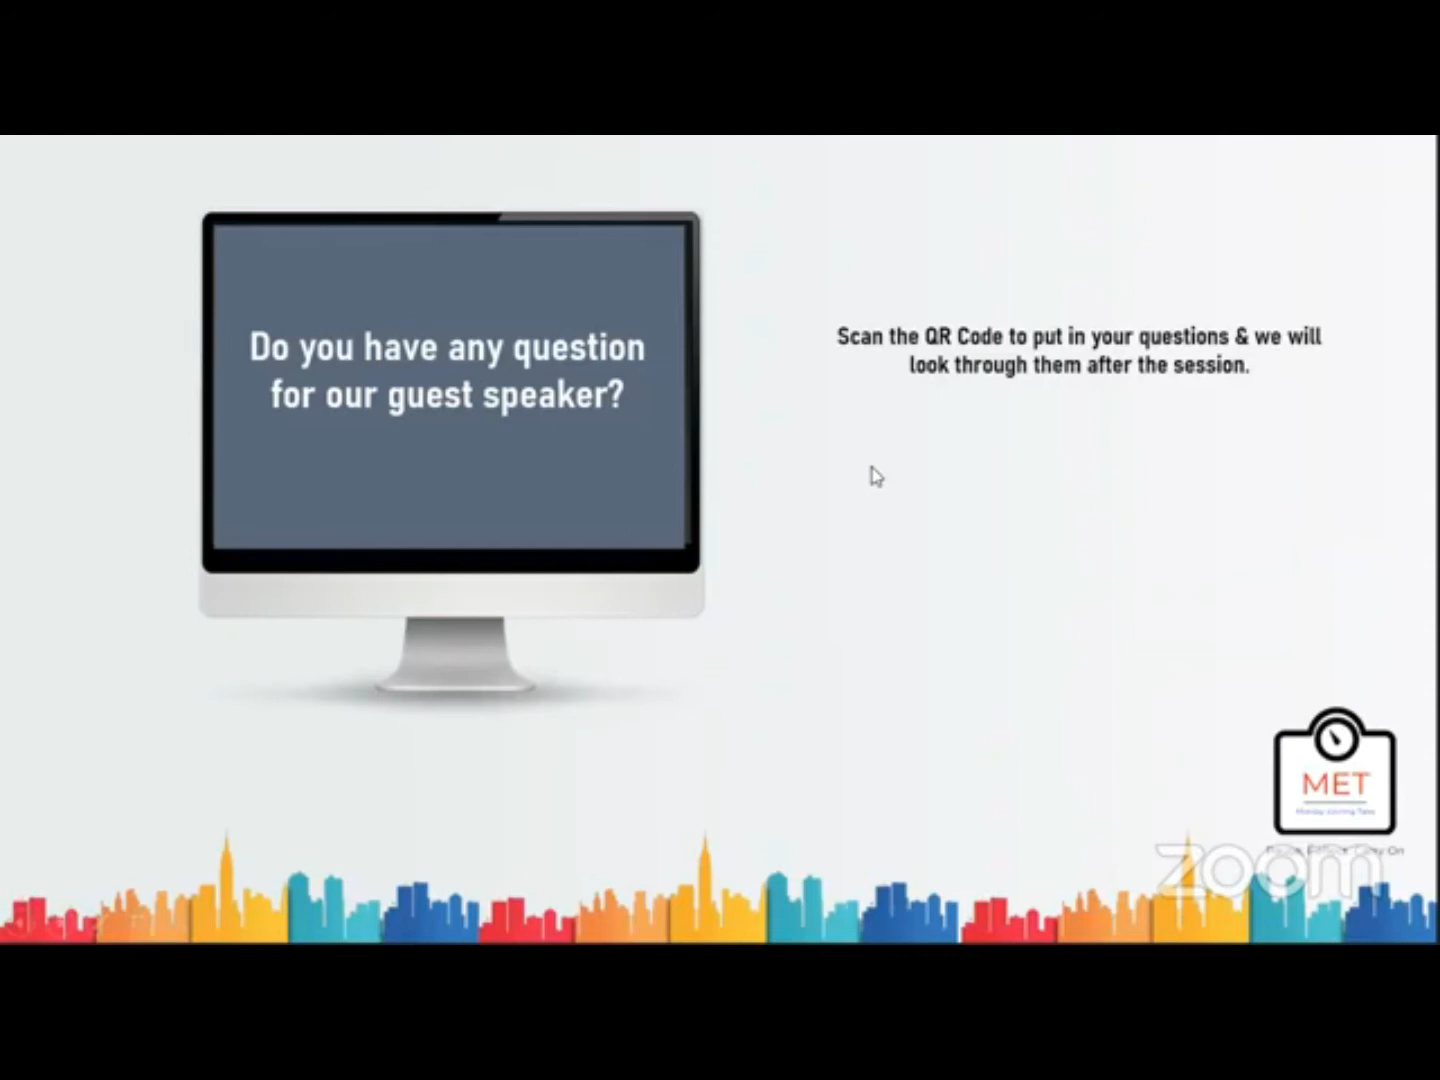 Do you have any question
for our guest speaker?
Scan the QR Code to put in your questions & we will
look through them after the session.
MET
zoom